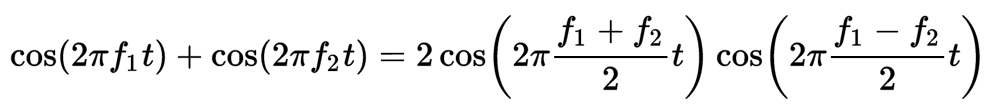 cos(2πf₁t) + cos(2πf₂t) = 2 cos(2π (f₁ + f₂)/2 t) cos(2π (f₁ − f₂)/2 t)